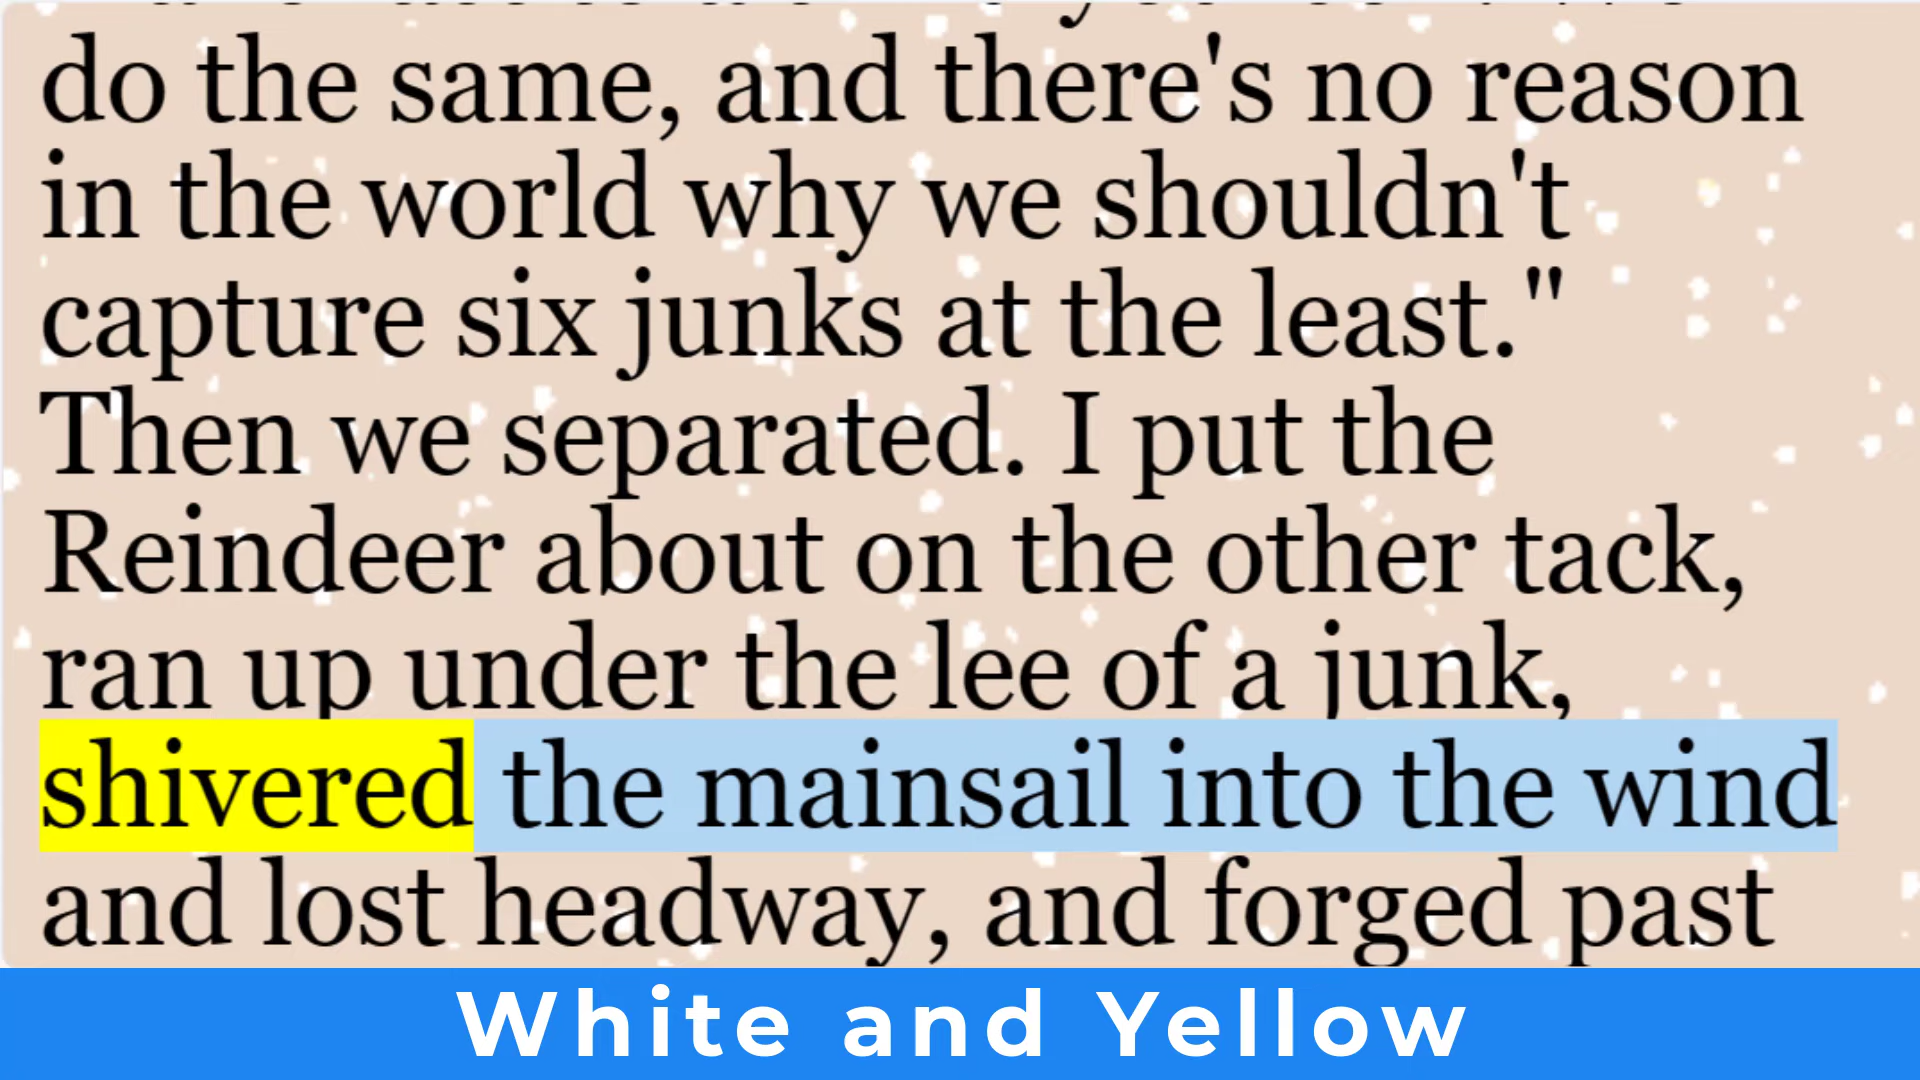 do the same, and there's no reason
in the world why we shouldn't
capture six junks at the least."
Then we separated. I put the
Reindeer about on the other tack,
ran up under the lee of a junk,
shivered the mainsail into the wind
and lost headway, and forged past
White and Yellow